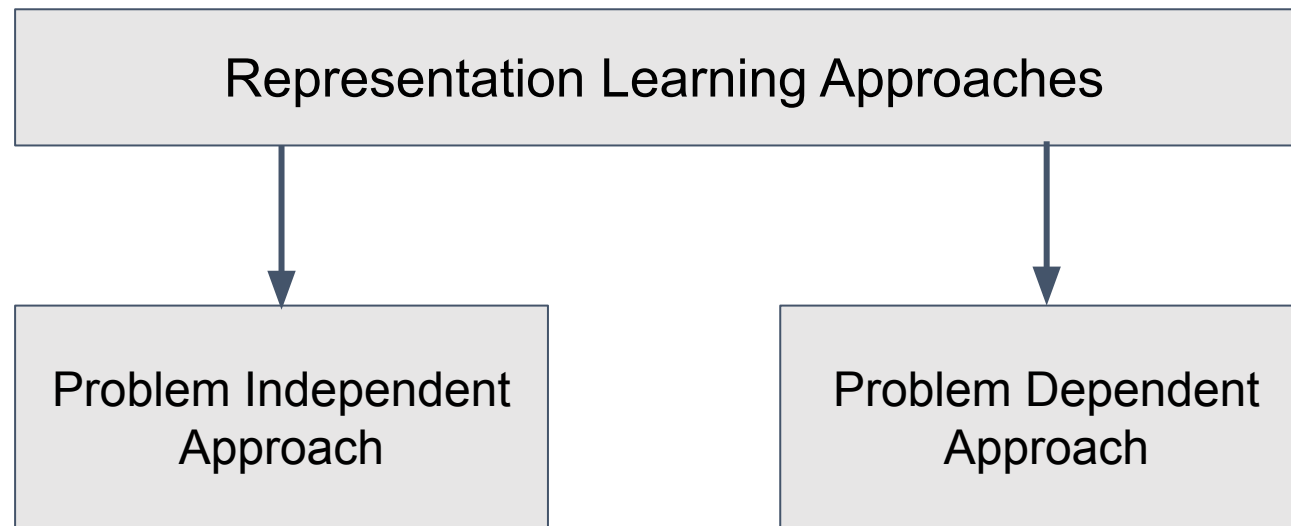 Representation Learning Approaches
Problem Independent
Approach
Problem Dependent
Approach